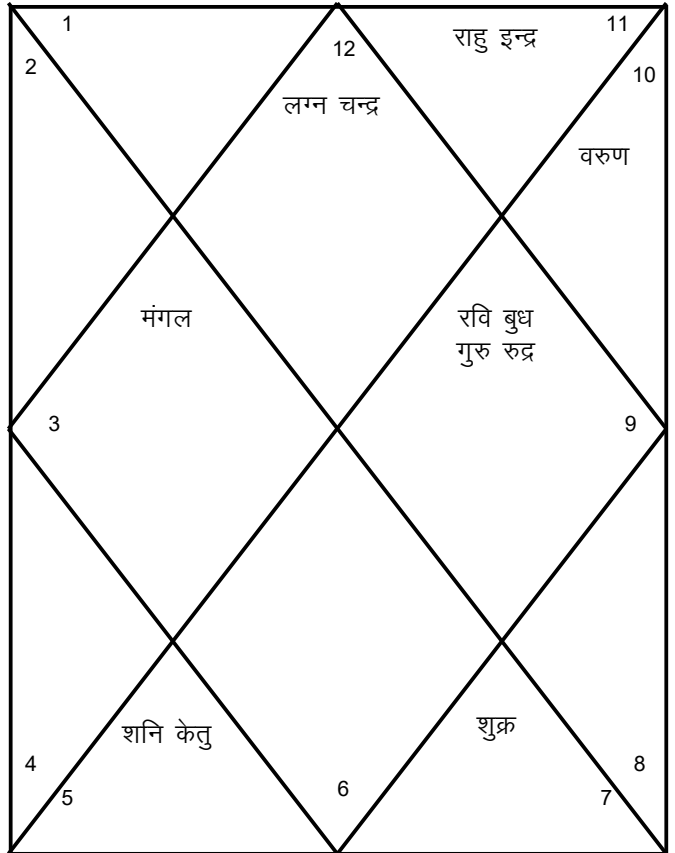 1
राहु इन्द्र
11
2
12
10
लग्न चन्द्र
वरुण
मंगल
रवि बुध
गुरु रुद्र
3
9
शनि केतु
शुक्र
4
6
8
5
7